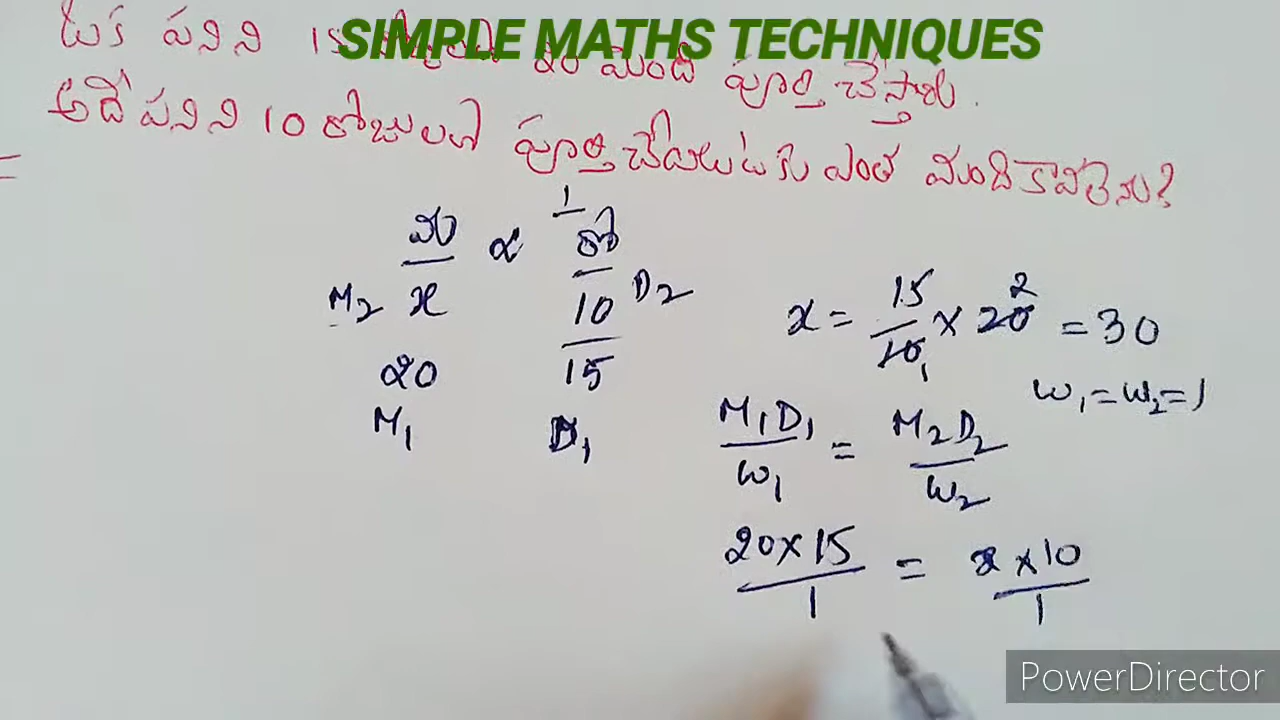 SIMPLE MATHS TECHNIQUES
ఒక పనిని 15 20 మంది పూర్తి చేస్తారు.
అదే పనిని 10 రోజులలో పూర్తి చేయుటకు ఎంత మంది కావలెను?
మం ∝ 1/రో
M2 x 10 D2
20 15
M1 D1
x = 15/10 1 × 20 2 = 30
w1 = w2 = 1
M1D1/w1 = M2D2/w2
20×15/1 = x×10/1
PowerDirector